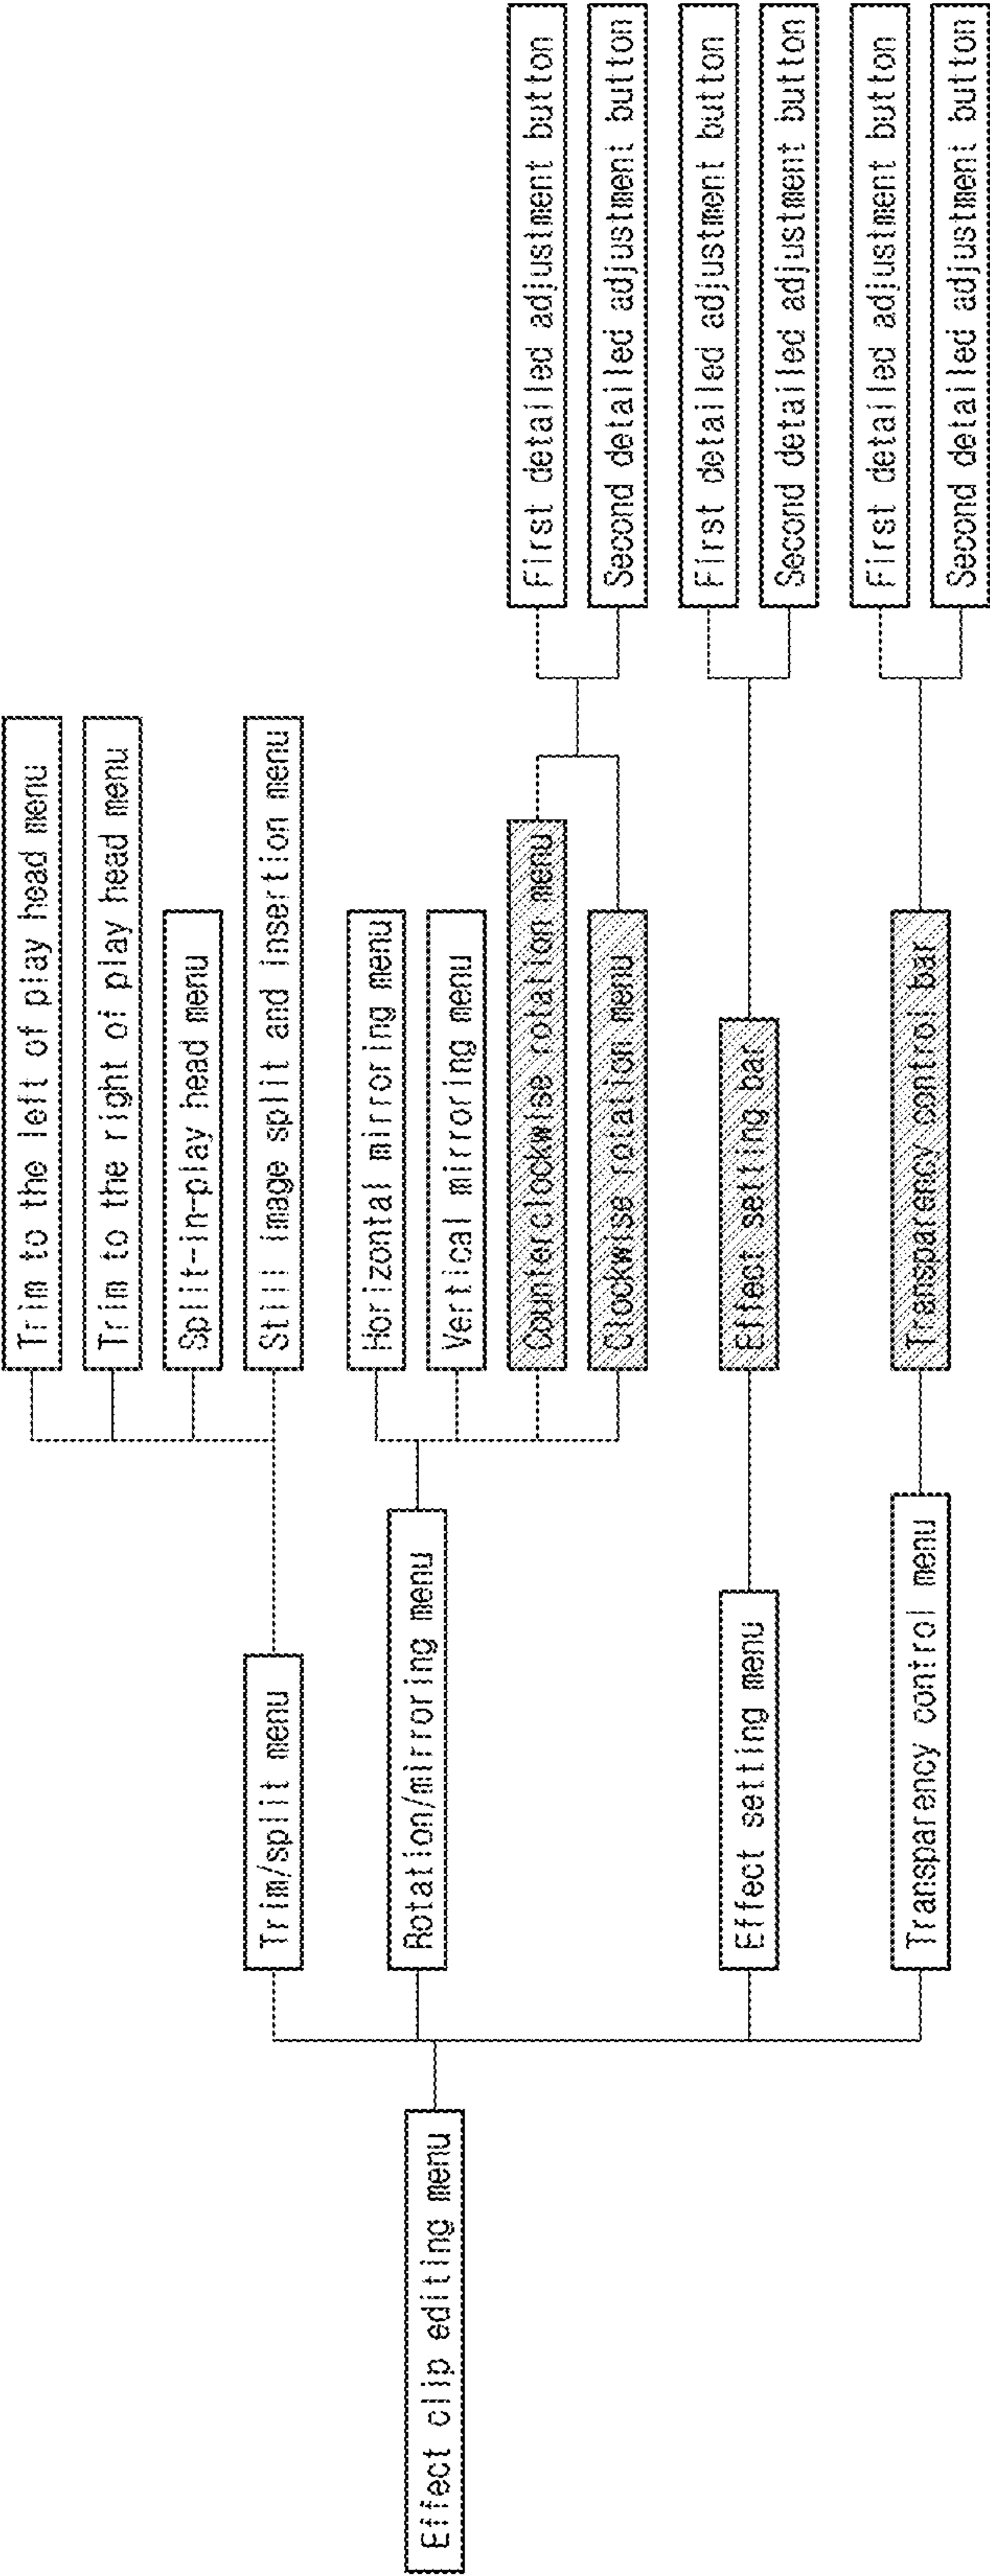 Effect clip editing menu
Trim/split menu
Trim to the left of play head menu
Trim to the right of play head menu
Split-in-play head menu
Still image split and insertion menu
Rotation/mirroring menu
Horizontal mirroring menu
Vertical mirroring menu
Counterclockwise rotation menu
Clockwise rotation menu
First detailed adjustment button
Second detailed adjustment button
Effect setting menu
Effect setting bar
First detailed adjustment button
Second detailed adjustment button
Transparency control menu
Transparency control bar
First detailed adjustment button
Second detailed adjustment button